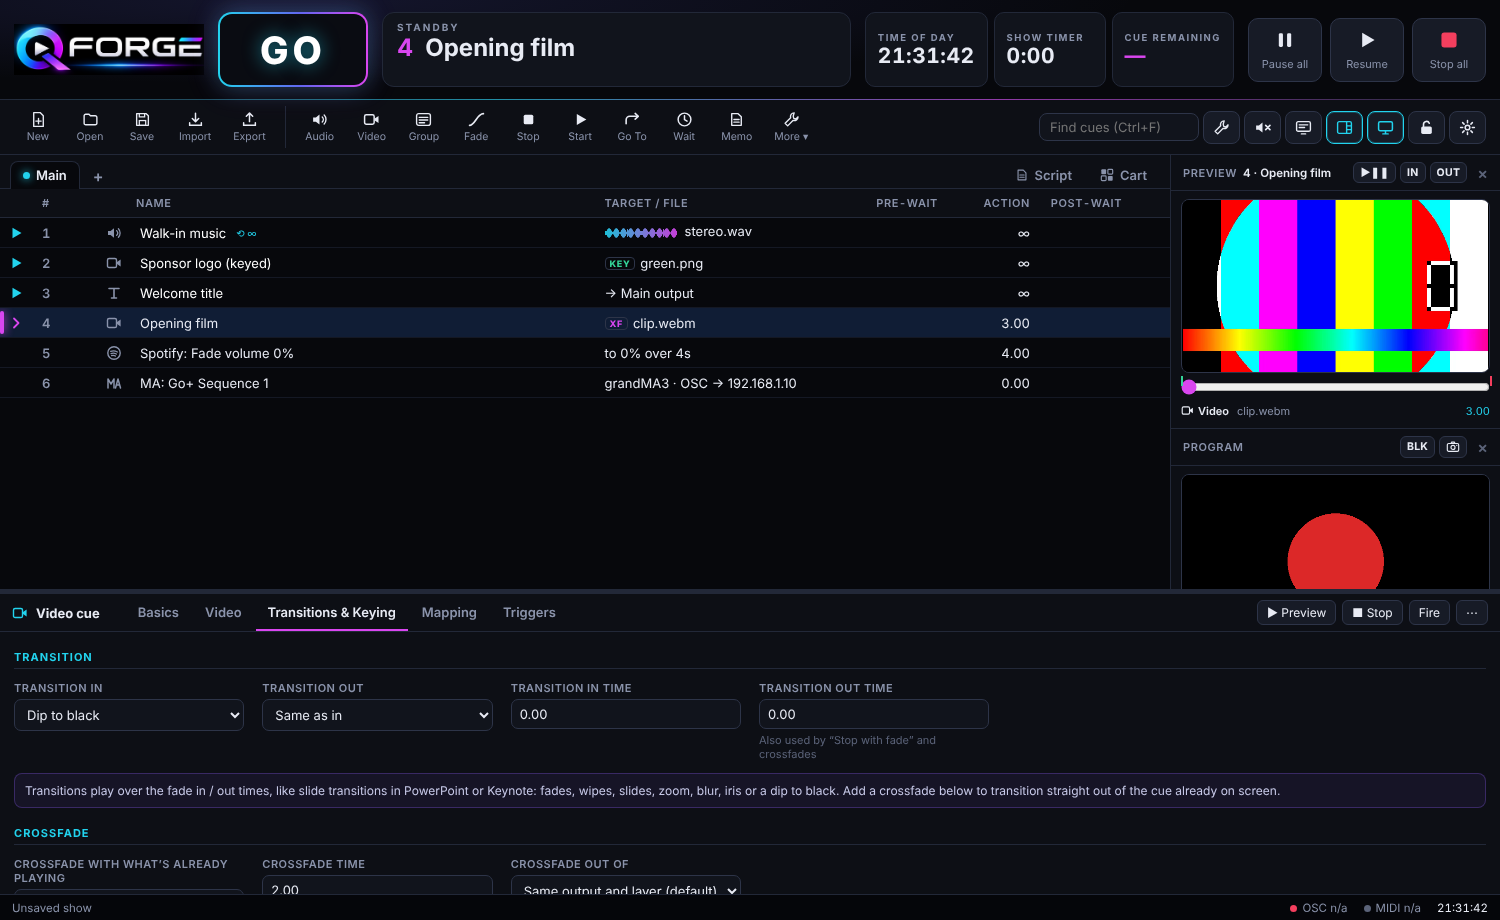 QFORGE
GO
STANDBY
4 Opening film
TIME OF DAY
21:31:42
SHOW TIMER
0:00
CUE REMAINING
—
Pause all
Resume
Stop all
New
Open
Save
Import
Export
Audio
Video
Group
Fade
Stop
Start
Go To
Wait
Memo
More ▾
Find cues (Ctrl+F)
Main
+
Script
Cart
# NAME TARGET / FILE PRE-WAIT ACTION POST-WAIT
1 Walk-in music ⟲ ∞ stereo.wav ∞
2 Sponsor logo (keyed) KEY green.png ∞
3 Welcome title → Main output ∞
4 Opening film XF clip.webm 3.00
5 Spotify: Fade volume 0% to 0% over 4s 4.00
6 MA MA: Go+ Sequence 1 grandMA3 · OSC → 192.168.1.10 0.00
PREVIEW 4 · Opening film ▶❚❚ IN OUT ×
Video clip.webm 3.00
PROGRAM BLK ×
Video cue
Basics
Video
Transitions & Keying
Mapping
Triggers
▶ Preview
■ Stop
Fire
···
TRANSITION
TRANSITION IN
Dip to black
TRANSITION OUT
Same as in
TRANSITION IN TIME
0.00
TRANSITION OUT TIME
0.00
Also used by “Stop with fade” and
crossfades
Transitions play over the fade in / out times, like slide transitions in PowerPoint or Keynote: fades, wipes, slides, zoom, blur, iris or a dip to black. Add a crossfade below to transition straight out of the cue already on screen.
CROSSFADE
CROSSFADE WITH WHAT’S ALREADY
PLAYING
CROSSFADE TIME
2.00
CROSSFADE OUT OF
Same output and layer (default)
Unsaved show
OSC n/a
MIDI n/a
21:31:42